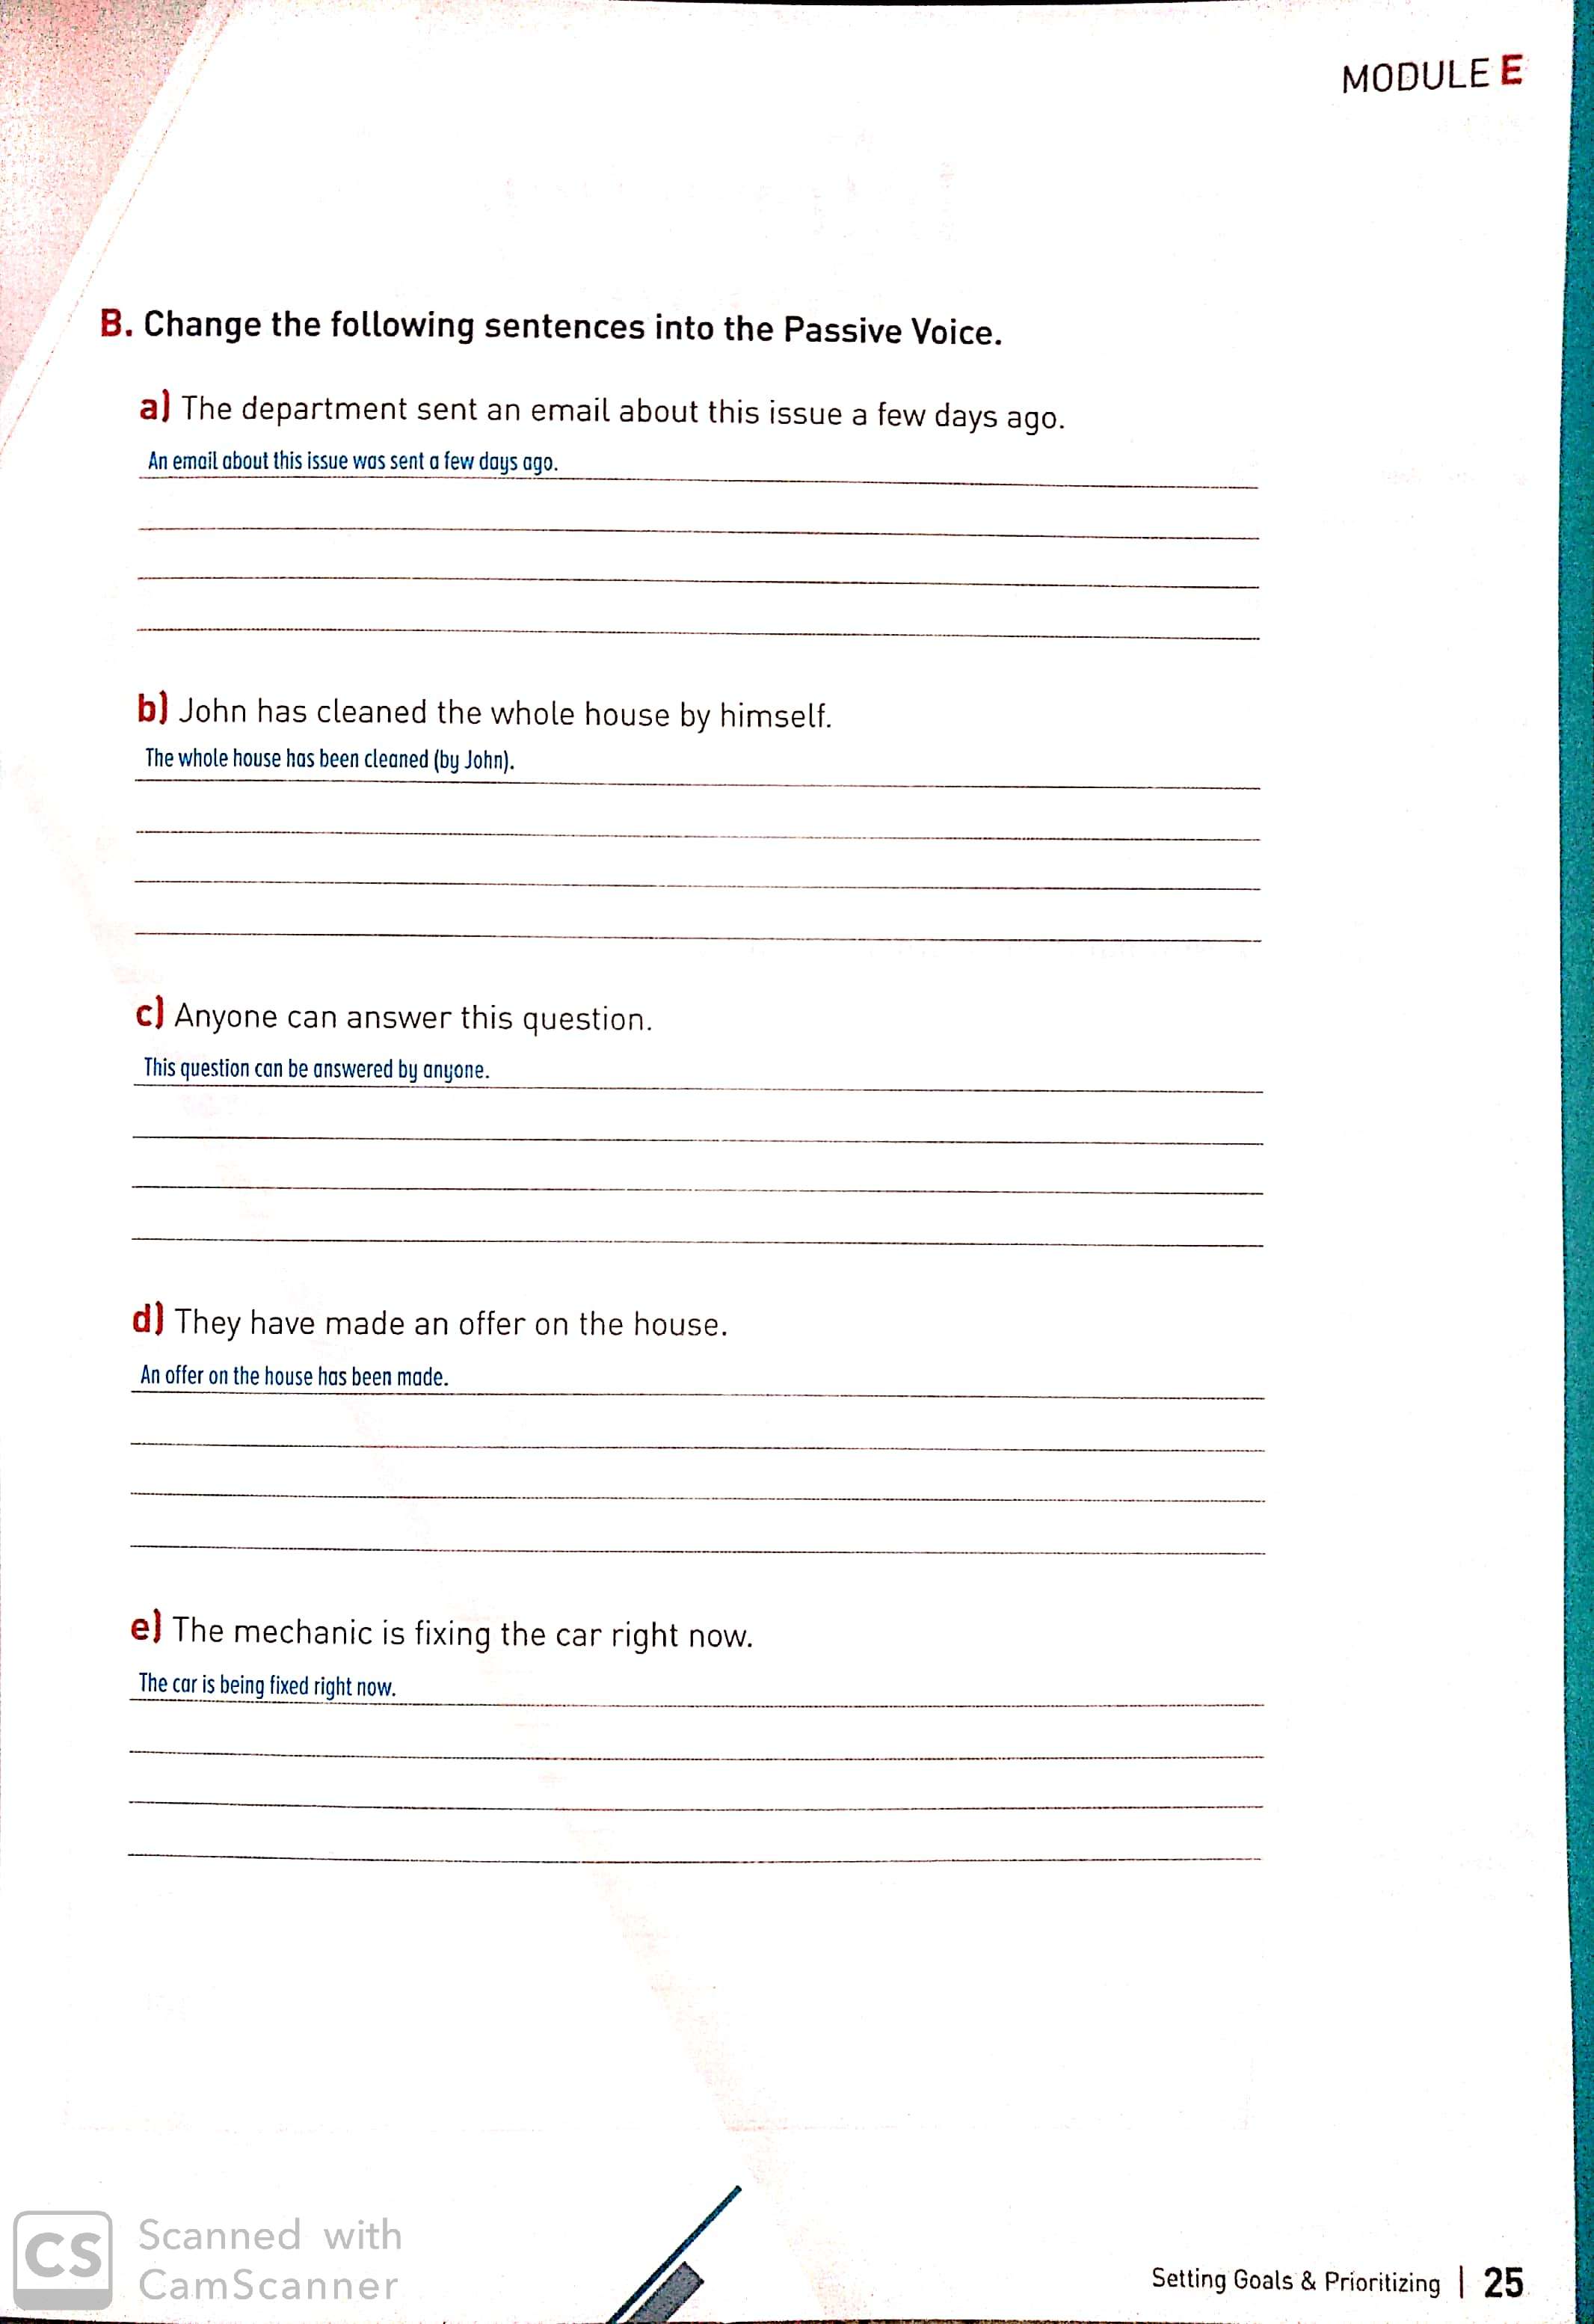 MODULE E
B. Change the following sentences into the Passive Voice.
a) The department sent an email about this issue a few days ago.
An email about this issue was sent a few days ago.
b) John has cleaned the whole house by himself.
The whole house has been cleaned (by John).
c) Anyone can answer this question.
This question can be answered by anyone.
d) They have made an offer on the house.
An offer on the house has been made.
e) The mechanic is fixing the car right now.
The car is being fixed right now.
CS Scanned with
CamScanner
Setting Goals & Prioritizing | 25